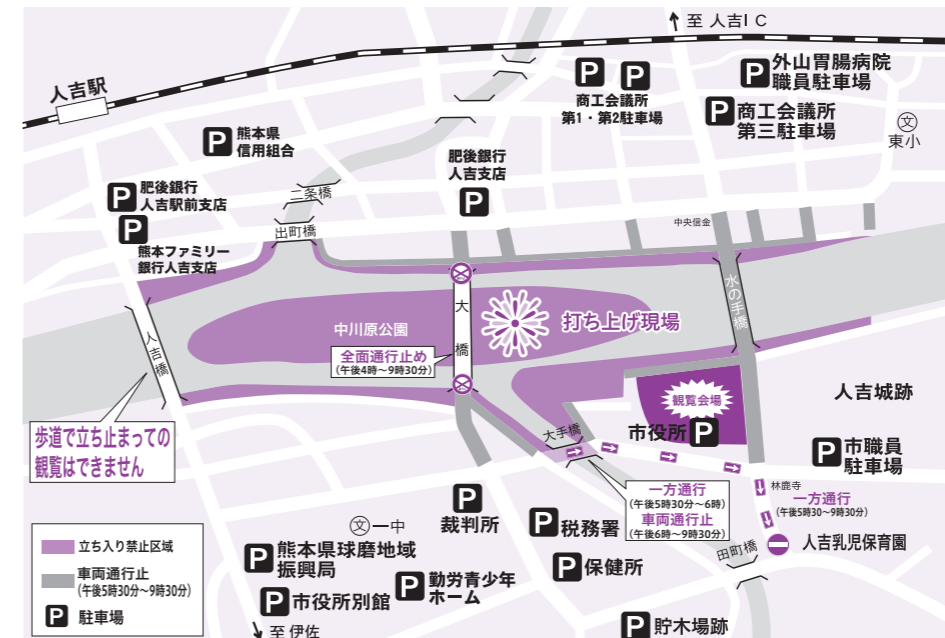 至 人吉IC
人吉駅
P
P
商工会議所
第1・第2駐車場
P
外山胃腸病院
職員駐車場
P
商工会議所
第三駐車場
文
東小
P
熊本県
信用組合
肥後銀行
人吉支店
P
P
肥後銀行
人吉駅前支店
P
熊本ファミリー
銀行人吉支店
二条橋
出町橋
中央信金
水の手橋
人吉橋
大橋
中川原公園
打ち上げ現場
全面通行止め
(午後4時～9時30分)
観覧会場
市役所 P
人吉城跡
大手橋
歩道で立ち止まっての
観覧はできません
P
市職員
駐車場
林鹿寺
一方通行
(午後5時30分～6時)
車両通行止
(午後6時～9時30分)
一方通行
(午後5時30～9時30分)
P
裁判所
文 一中
P 税務署
田町橋
人吉乳児保育園
P
熊本県球磨地域
振興局
P
勤労青少年
ホーム
P 保健所
P 市役所別館
P 貯木場跡
至 伊佐
立ち入り禁止区域
車両通行止
(午後5時30分～9時30分)
P 駐車場